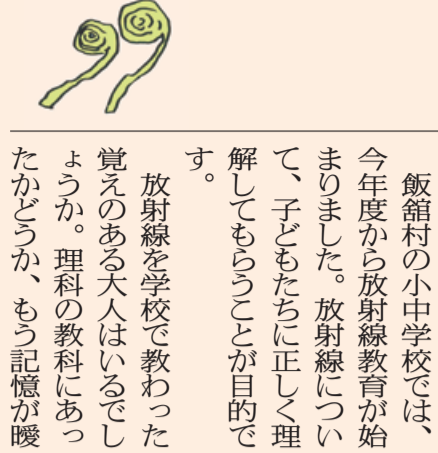 飯舘村の小中学校では、
今年度から放射線教育が始
まりました。放射線につい
て、子どもたちに正しく理
解してもらうことが目的で
す。
放射線を学校で教わった
覚えのある大人はいるでし
ょうか。理科の教科にあっ
たかどうか、もう記憶が曖